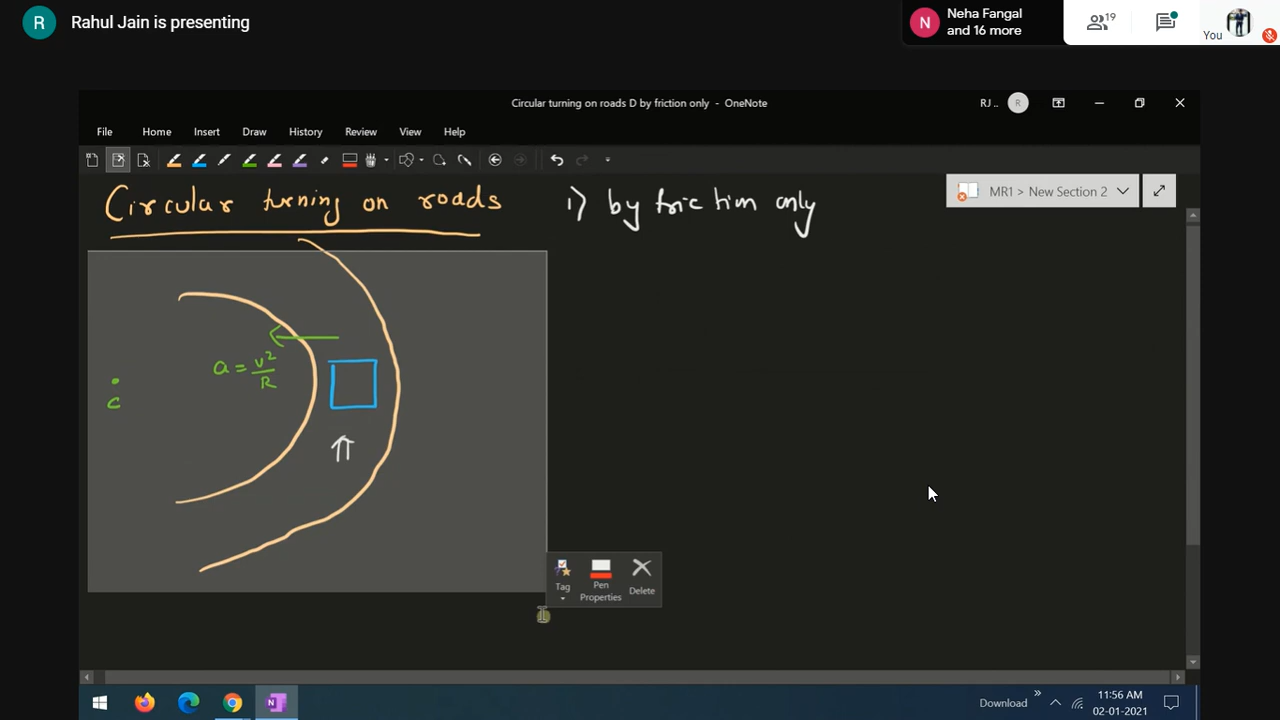 R Rahul Jain is presenting
N Neha Fangal
and 16 more
19
You
Circular turning on roads D by friction only - OneNote
RJ ..
R
File Home Insert Draw History Review View Help
MR1 > New Section 2
Circular turning on roads i) by friction only
a = v²/R
c
⇑
Tag
Pen
Properties
Delete
Download
11:56 AM
02-01-2021